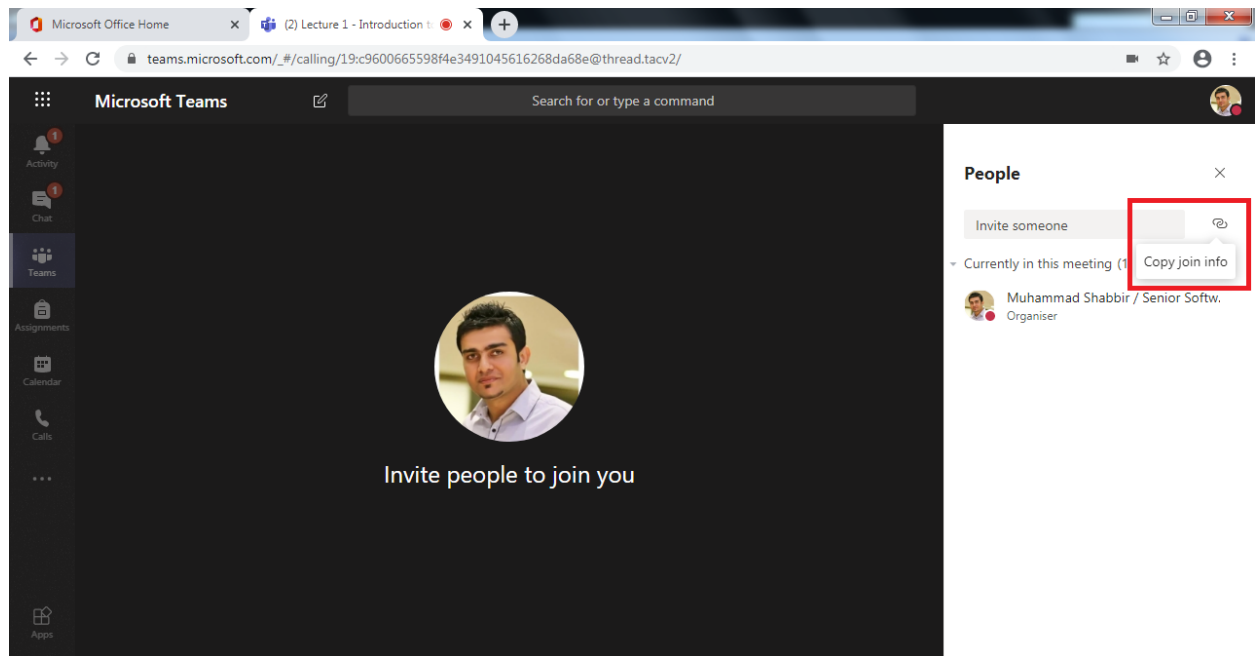 Microsoft Office Home
(2) Lecture 1 - Introduction t
teams.microsoft.com/_#/calling/19:c9600665598f4e3491045616268da68e@thread.tacv2/
Microsoft Teams
Search for or type a command
1
Activity
1
Chat
Teams
Assignments
Calendar
Calls
Apps
Invite people to join you
People
Invite someone
Copy join info
Currently in this meeting (1
Muhammad Shabbir / Senior Softw.
Organiser